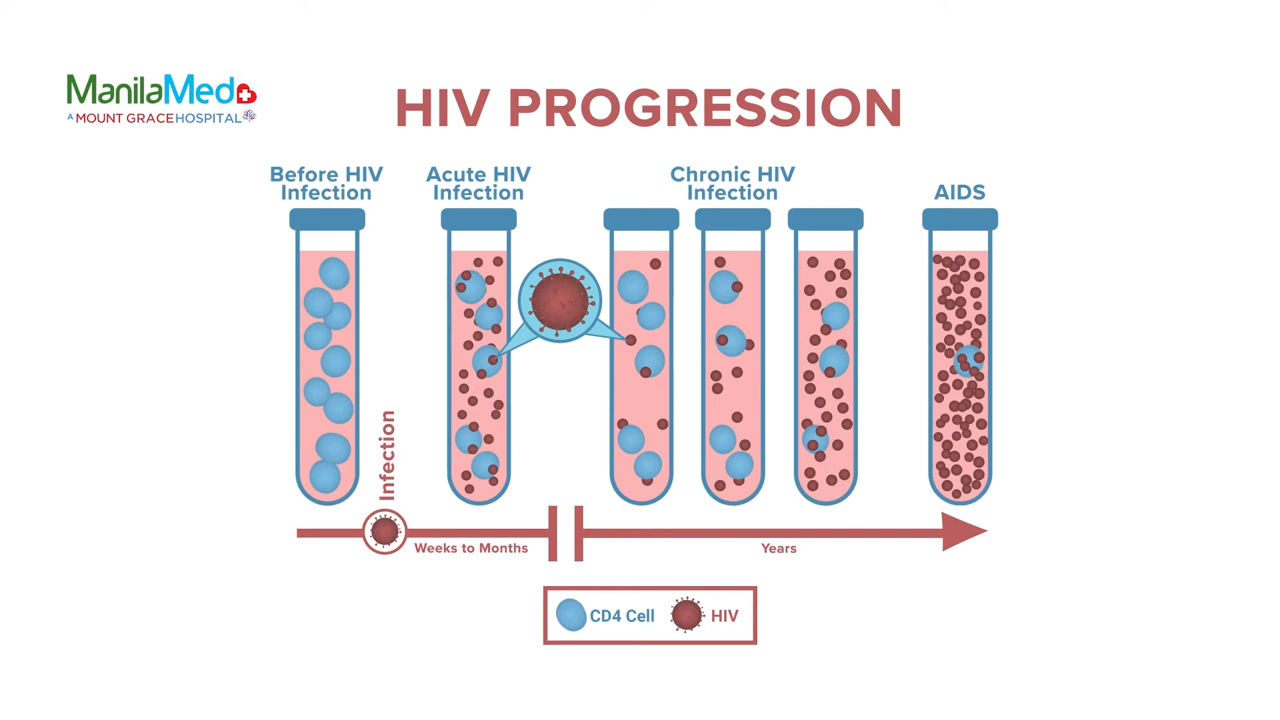 ManilaMed
A MOUNT GRACE HOSPITAL
HIV PROGRESSION
Before HIV
Infection
Acute HIV
Infection
Chronic HIV
Infection
AIDS
Infection
Weeks to Months
Years
CD4 Cell
HIV